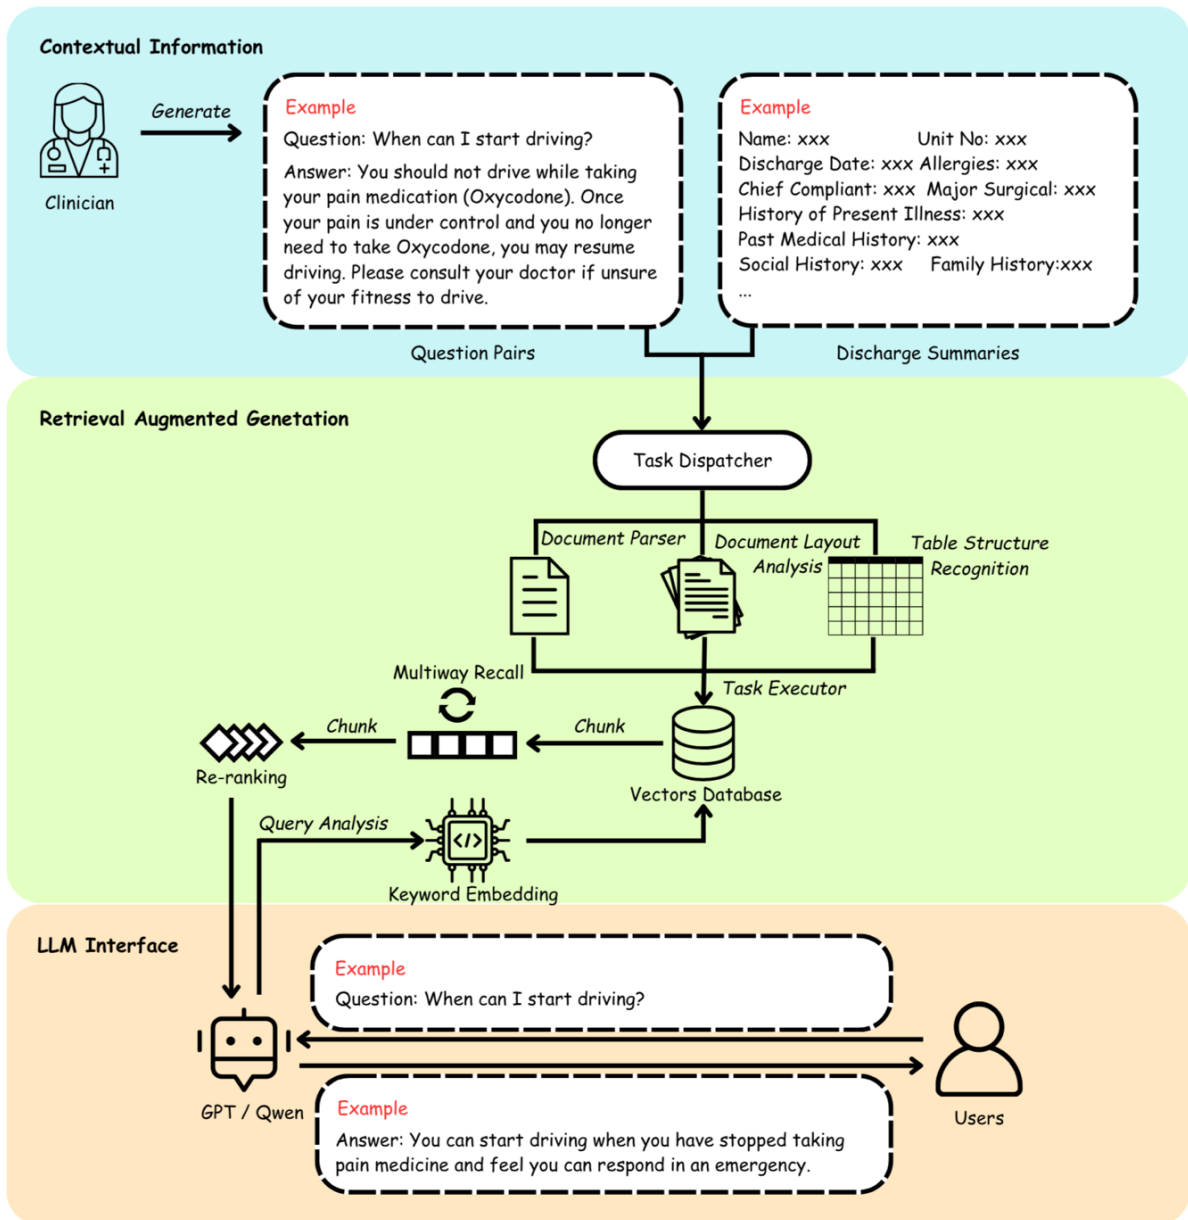 Contextual Information
Generate
Clinician
Example
Question: When can I start driving?
Answer: You should not drive while taking
your pain medication (Oxycodone). Once
your pain is under control and you no longer
need to take Oxycodone, you may resume
driving. Please consult your doctor if unsure
of your fitness to drive.
Question Pairs
Example
Name: xxx Unit No: xxx
Discharge Date: xxx Allergies: xxx
Chief Compliant: xxx Major Surgical: xxx
History of Present Illness: xxx
Past Medical History: xxx
Social History: xxx Family History:xxx
...
Discharge Summaries
Retrieval Augmented Genetation
Task Dispatcher
Document Parser
Document Layout
Analysis
Table Structure
Recognition
Task Executor
Multiway Recall
Chunk
Chunk
Re-ranking
Vectors Database
Query Analysis
Keyword Embedding
LLM Interface
Example
Question: When can I start driving?
GPT / Qwen
Users
Example
Answer: You can start driving when you have stopped taking
pain medicine and feel you can respond in an emergency.